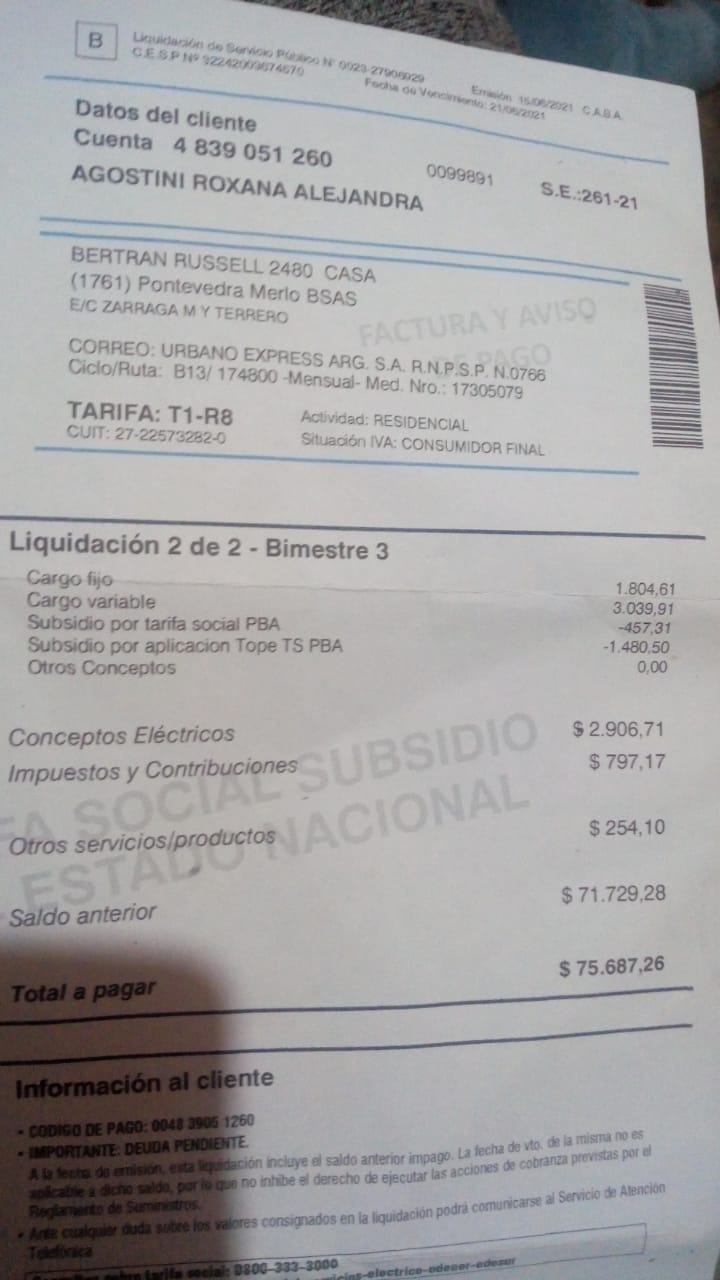 B
Liquidación de Servicio Público Nº 0023-27906929
C.E.S.P Nº 32242009674670
Emisión 15/06/2021 C.A.B.A.
Fecha de Vencimiento: 21/06/2021
Datos del cliente
Cuenta 4 839 051 260
0099891
S.E.:261-21
AGOSTINI ROXANA ALEJANDRA
BERTRAN RUSSELL 2480 CASA
(1761) Pontevedra Merlo BSAS
E/C ZARRAGA M Y TERRERO
FACTURA Y AVISO
DE PAGO
CORREO: URBANO EXPRESS ARG. S.A. R.N.P.S.P. N.0766
Ciclo/Ruta: B13/ 174800 -Mensual- Med. Nro.: 17305079
TARIFA: T1-R8
Actividad: RESIDENCIAL
CUIT: 27-22573282-0
Situación IVA: CONSUMIDOR FINAL
Liquidación 2 de 2 - Bimestre 3
Cargo fijo 1.804,61
Cargo variable 3.039,91
Subsidio por tarifa social PBA -457,31
Subsidio por aplicacion Tope TS PBA -1.480,50
Otros Conceptos 0,00
Conceptos Eléctricos $ 2.906,71
Impuestos y Contribuciones $ 797,17
FA SOCIAL SUBSIDIO
ESTADO NACIONAL
Otros servicios/productos $ 254,10
Saldo anterior $ 71.729,28
Total a pagar $ 75.687,26
Información al cliente
- CODIGO DE PAGO: 0048 3905 1260
- IMPORTANTE: DEUDA PENDIENTE.
A la fecha de emisión, esta liquidación incluye el saldo anterior impago. La fecha de vto. de la misma no es
aplicable a dicho saldo, por lo que no inhibe el derecho de ejecutar las acciones de cobranza previstas por el
Reglamento de Suministros.
- Ante cualquier duda sobre los valores consignados en la liquidación podrá comunicarse al Servicio de Atención
Telefónica
sobre tarifa social: 0800-333-3000
-electrico-edenor-edesur